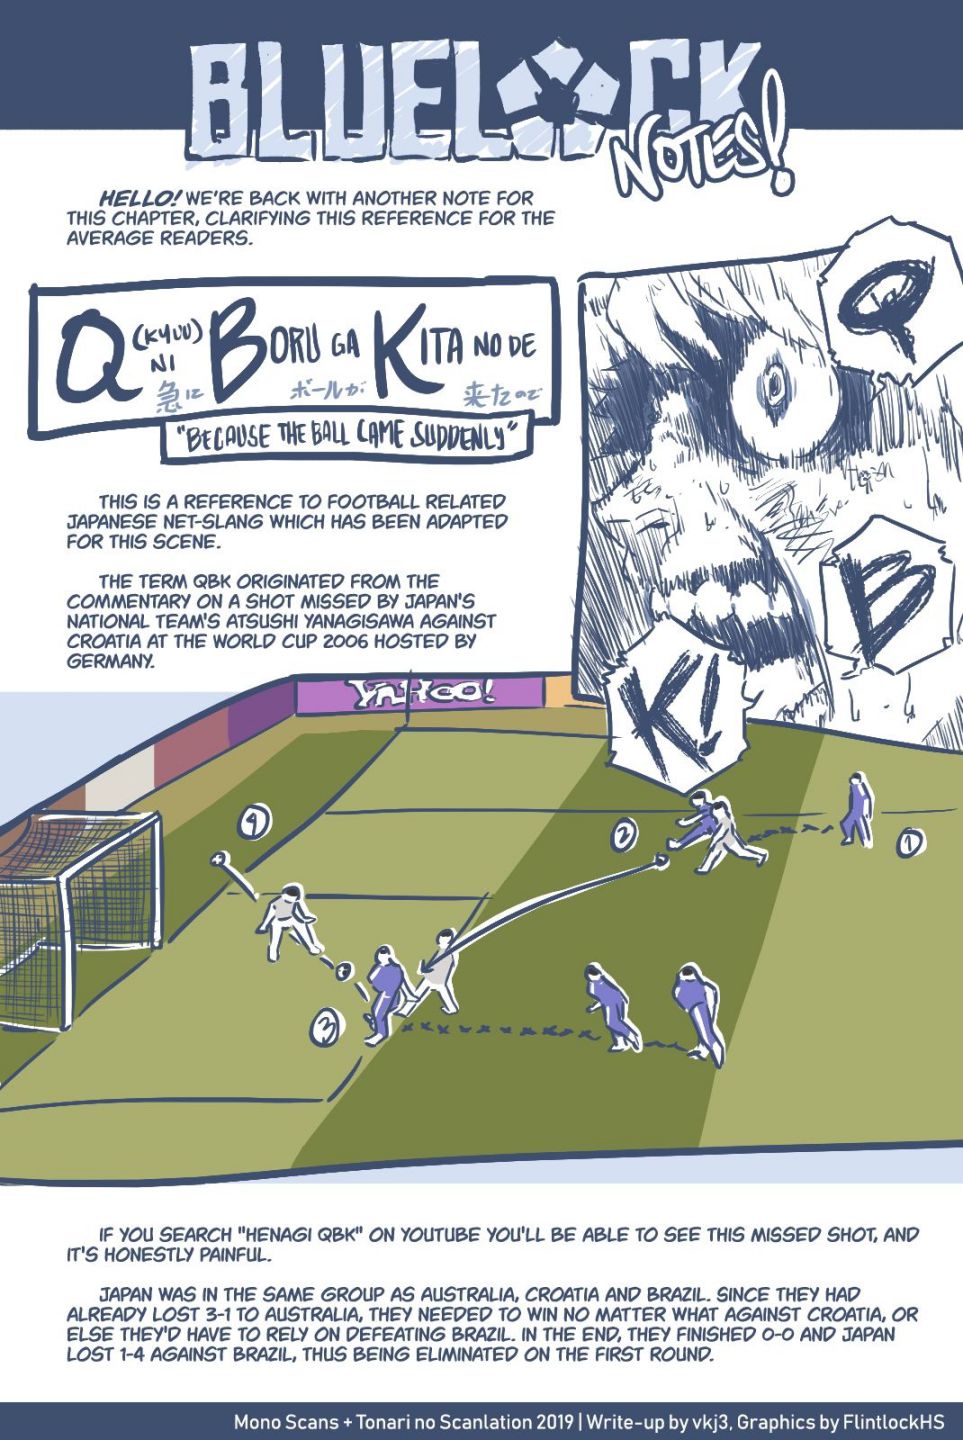 BLUELOCK
NOTES!
HELLO! WE'RE BACK WITH ANOTHER NOTE FOR
THIS CHAPTER, CLARIFYING THIS REFERENCE FOR THE
AVERAGE READERS.
Q (KYUU) NI BORU GA KITA NO DE
急に ボールが 来たので
"BECAUSE THE BALL CAME SUDDENLY"
Q
B
K!
THIS IS A REFERENCE TO FOOTBALL RELATED
JAPANESE NET-SLANG WHICH HAS BEEN ADAPTED
FOR THIS SCENE.
THE TERM QBK ORIGINATED FROM THE
COMMENTARY ON A SHOT MISSED BY JAPAN'S
NATIONAL TEAM'S ATSUSHI YANAGISAWA AGAINST
CROATIA AT THE WORLD CUP 2006 HOSTED BY
GERMANY.
YAHOO!
4
2
1
3
IF YOU SEARCH "HENAGI QBK" ON YOUTUBE YOU'LL BE ABLE TO SEE THIS MISSED SHOT, AND
IT'S HONESTLY PAINFUL.
JAPAN WAS IN THE SAME GROUP AS AUSTRALIA, CROATIA AND BRAZIL. SINCE THEY HAD
ALREADY LOST 3-1 TO AUSTRALIA, THEY NEEDED TO WIN NO MATTER WHAT AGAINST CROATIA, OR
ELSE THEY'D HAVE TO RELY ON DEFEATING BRAZIL. IN THE END, THEY FINISHED 0-0 AND JAPAN
LOST 1-4 AGAINST BRAZIL, THUS BEING ELIMINATED ON THE FIRST ROUND.
Mono Scans + Tonari no Scanlation 2019 | Write-up by vkj3, Graphics by FlintlockHS